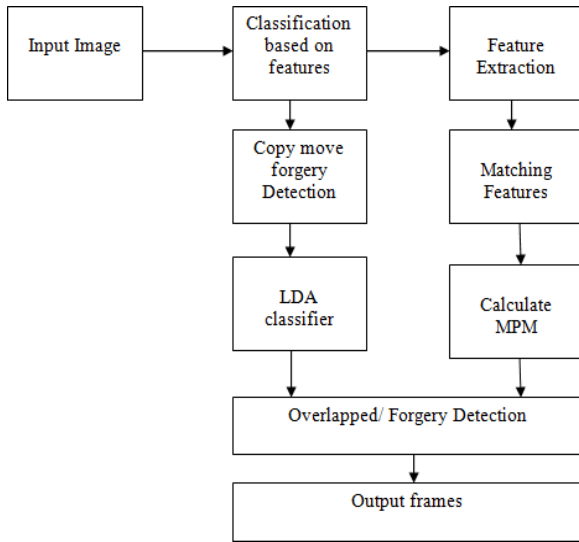 Input Image
Classification
based on
features
Feature
Extraction
Copy move
forgery
Detection
Matching
Features
LDA
classifier
Calculate
MPM
Overlapped/ Forgery Detection
Output frames